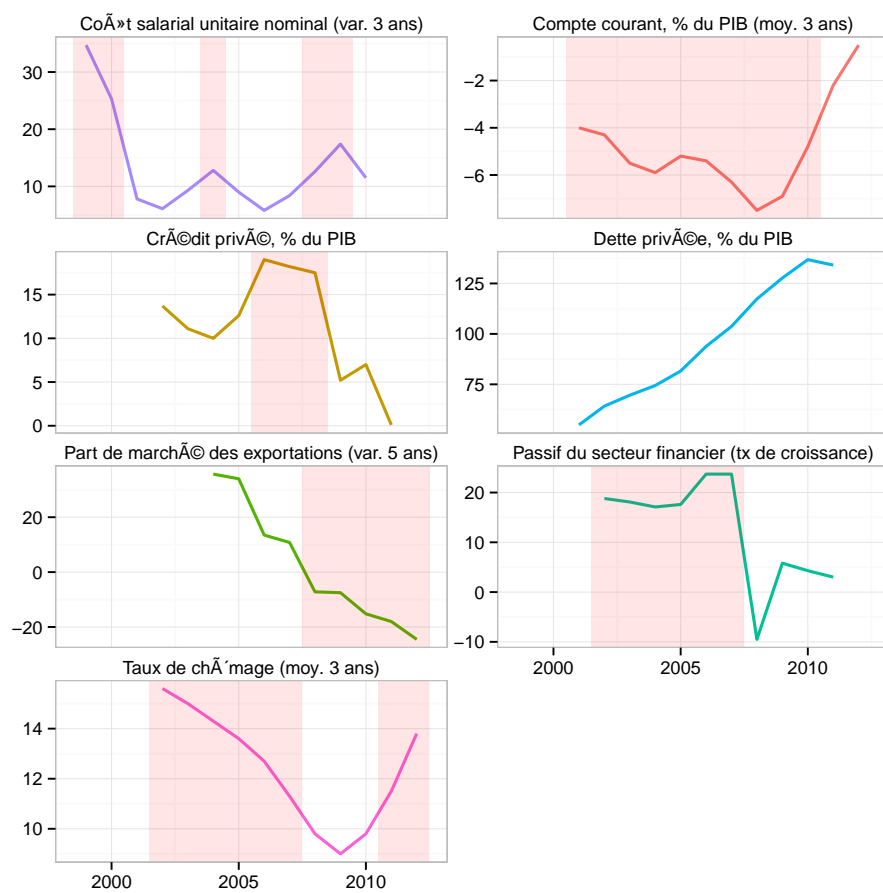 CoÃ»t salarial unitaire nominal (var. 3 ans)
30
20
10
Compte courant, % du PIB (moy. 3 ans)
−2
−4
−6
CrÃ©dit privÃ©, % du PIB
15
10
5
0
Dette privÃ©e, % du PIB
125
100
75
Part de marchÃ© des exportations (var. 5 ans)
20
0
−20
Passif du secteur financier (tx de croissance)
20
10
0
−10
2000 2005 2010
Taux de chÃ´mage (moy. 3 ans)
14
12
10
2000 2005 2010